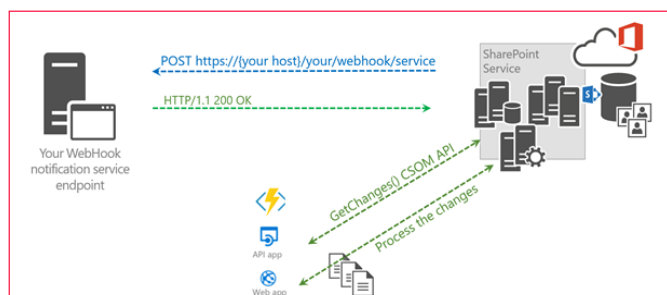 POST https://{your host}/your/webhook/service
SharePoint
Service
HTTP/1.1 200 OK
S
Your WebHook
notification service
endpoint
GetChanges() CSOM API
Process the changes
API app
Web app